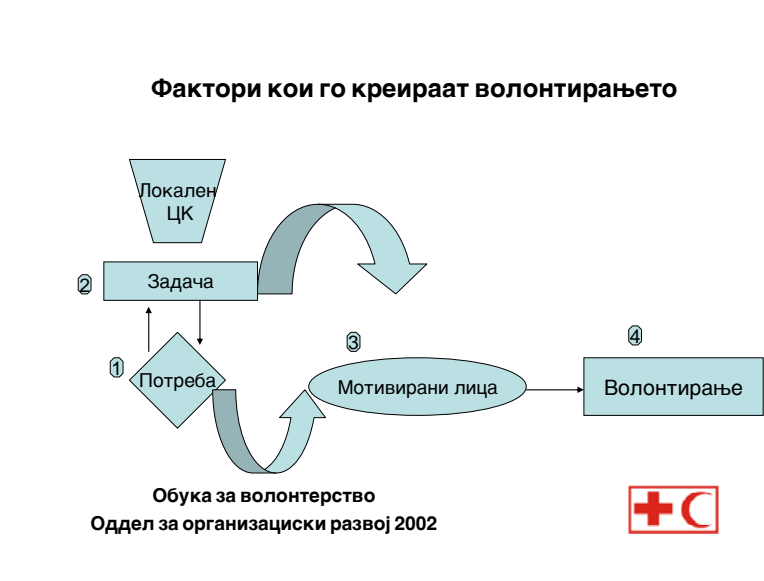 Фактори кои го креираат волонтирањето
Локален
ЦК
2
Задача
1
Потреба
3
Мотивирани лица
4
Волонтирање
Обука за волонтерство
Оддел за организациски развој 2002